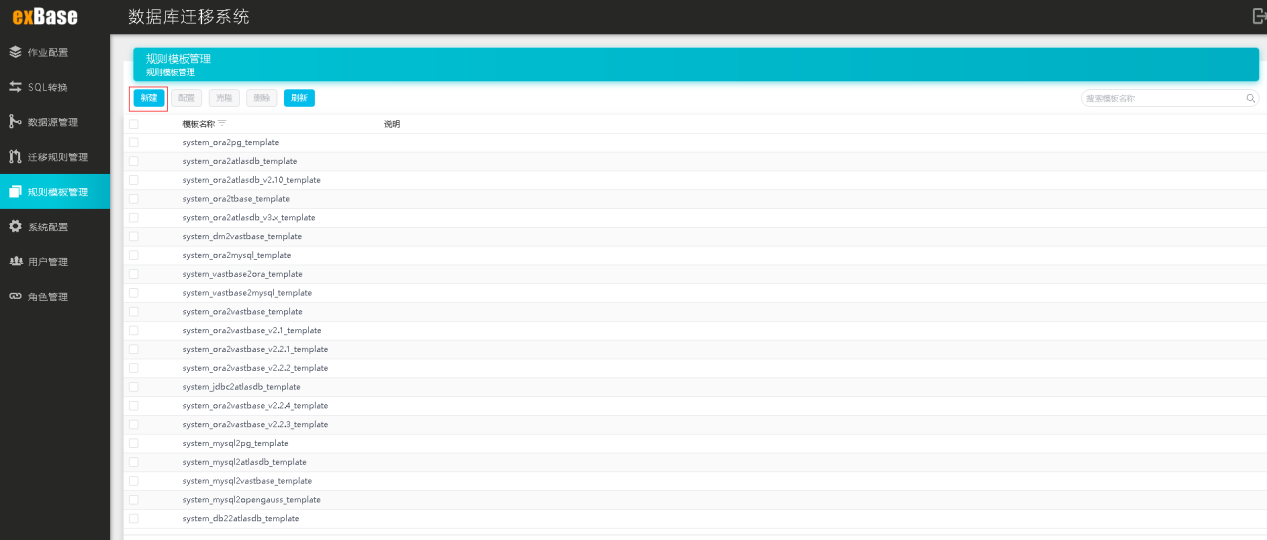 exBase
数据库迁移系统
作业配置
SQL转换
数据源管理
迁移规则管理
规则模板管理
系统配置
用户管理
角色管理
规则模板管理
规则模板管理
新建 配置 克隆 删除 刷新
搜索模板名称
模板名称 说明
system_ora2pg_template
system_ora2atlasdb_template
system_ora2atlasdb_v2.10_template
system_ora2tbase_template
system_ora2atlasdb_v3.x_template
system_dm2vastbase_template
system_ora2mysql_template
system_vastbase2ora_template
system_vastbase2mysql_template
system_ora2vastbase_template
system_ora2vastbase_v2.1_template
system_ora2vastbase_v2.2.1_template
system_ora2vastbase_v2.2.2_template
system_jdbc2atlasdb_template
system_ora2vastbase_v2.2.4_template
system_ora2vastbase_v2.2.3_template
system_mysql2pg_template
system_mysql2atlasdb_template
system_mysql2vastbase_template
system_mysql2opengauss_template
system_db22atlasdb_template